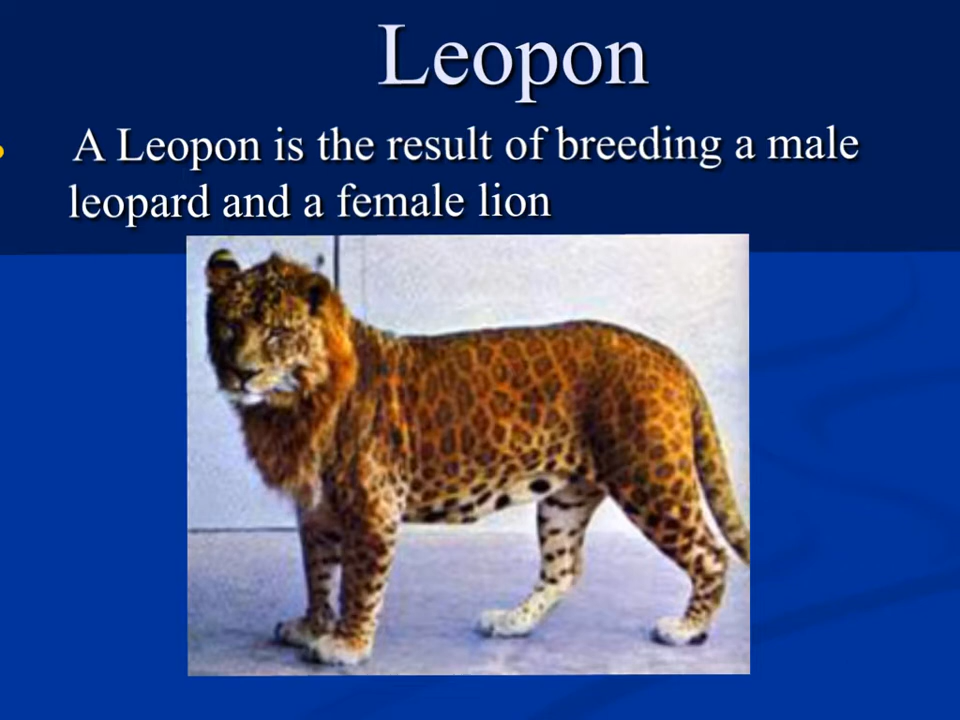 Leopon
A Leopon is the result of breeding a male
leopard and a female lion